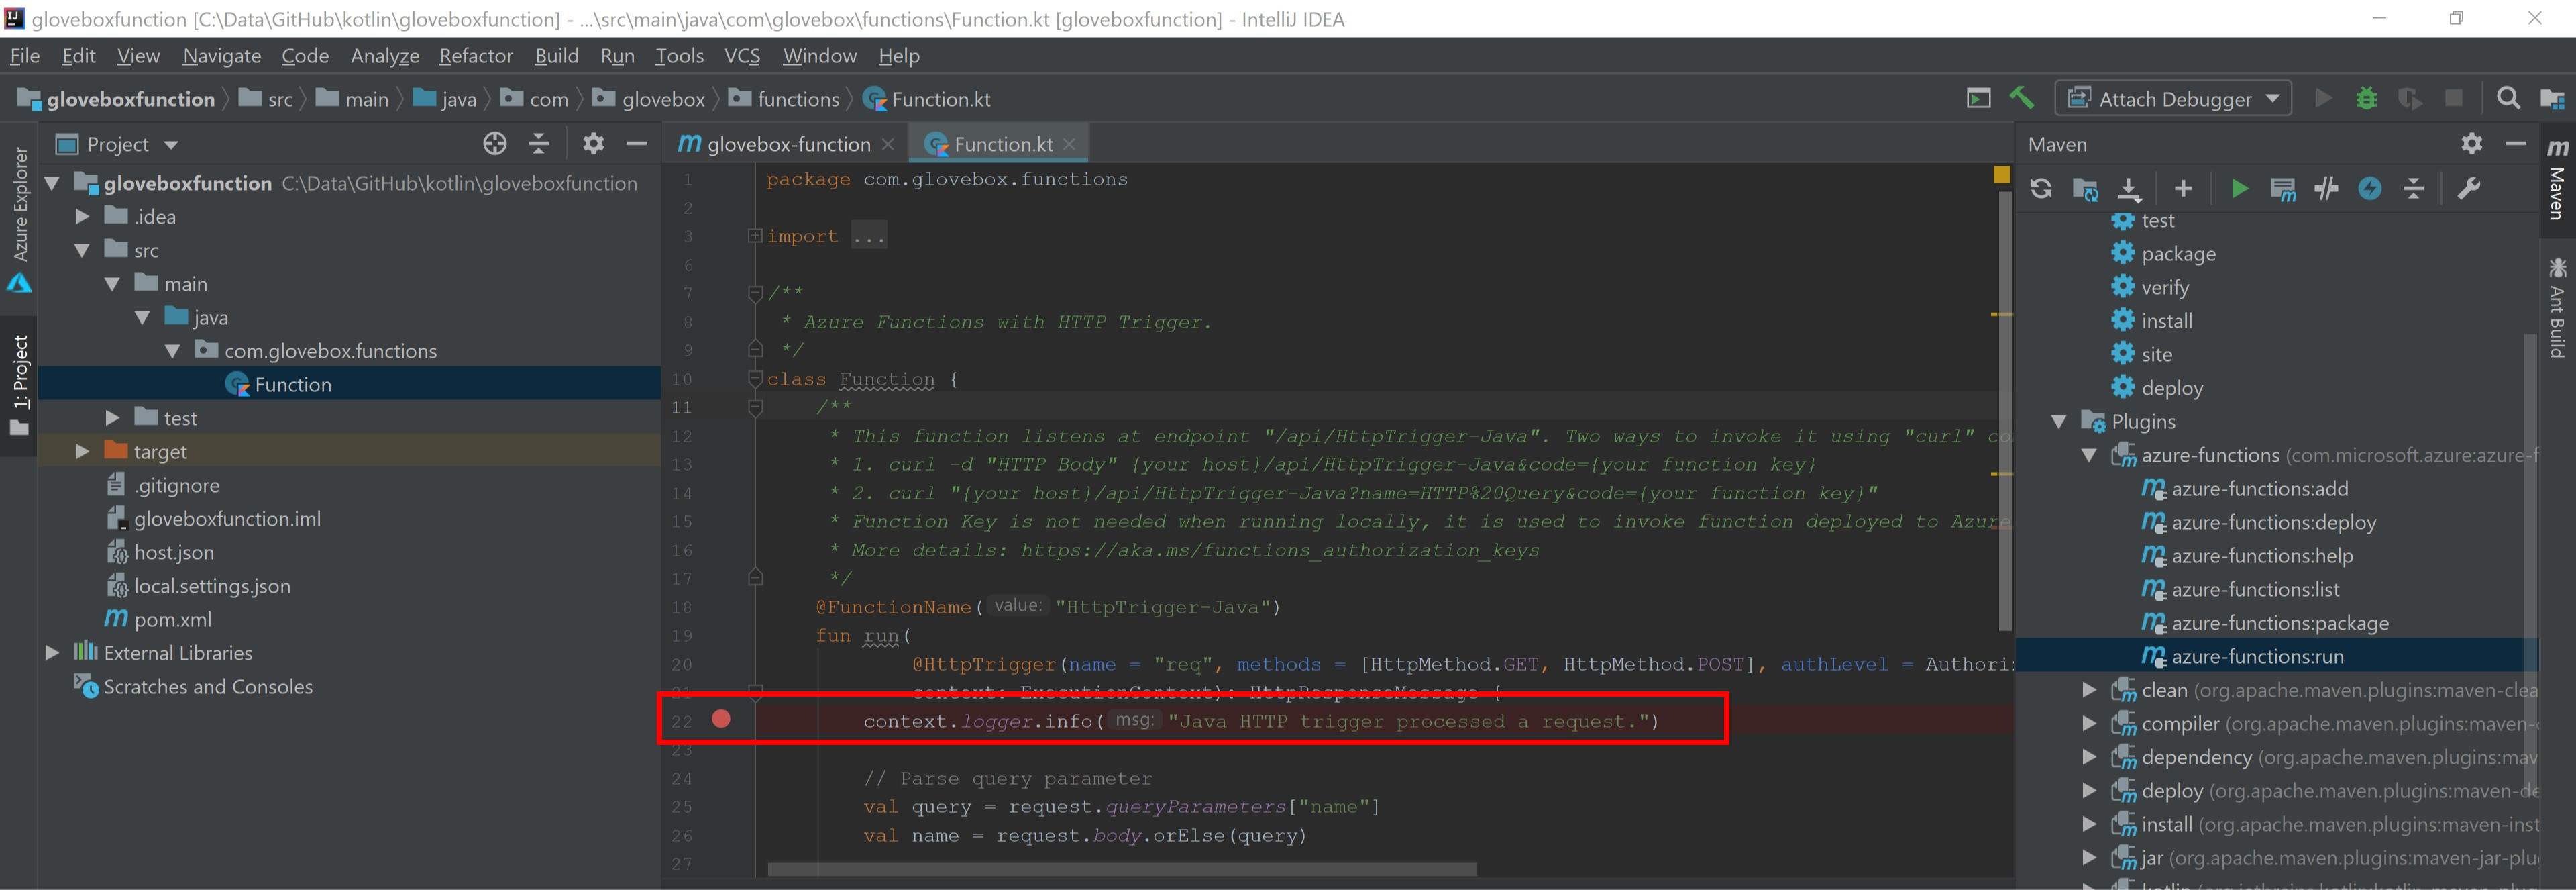 gloveboxfunction [C:\Data\GitHub\kotlin\gloveboxfunction] - ...\src\main\java\com\glovebox\functions\Function.kt [gloveboxfunction] - IntelliJ IDEA
File Edit View Navigate Code Analyze Refactor Build Run Tools VCS Window Help
gloveboxfunction src main java com glovebox functions Function.kt
Attach Debugger
Azure Explorer
1: Project
Project
gloveboxfunction C:\Data\GitHub\kotlin\gloveboxfunction
.idea
src
main
java
com.glovebox.functions
Function
test
target
.gitignore
gloveboxfunction.iml
host.json
local.settings.json
pom.xml
External Libraries
Scratches and Consoles
glovebox-function Function.kt
1 package com.glovebox.functions
2
3 import ...
6
7 /**
8 * Azure Functions with HTTP Trigger.
9 */
10 class Function {
11 /**
12 * This function listens at endpoint "/api/HttpTrigger-Java". Two ways to invoke it using "curl" co
13 * 1. curl -d "HTTP Body" {your host}/api/HttpTrigger-Java&code={your function key}
14 * 2. curl "{your host}/api/HttpTrigger-Java?name=HTTP%20Query&code={your function key}"
15 * Function Key is not needed when running locally, it is used to invoke function deployed to Azure
16 * More details: https://aka.ms/functions_authorization_keys
17 */
18 @FunctionName( value: "HttpTrigger-Java")
19 fun run(
20 @HttpTrigger(name = "req", methods = [HttpMethod.GET, HttpMethod.POST], authLevel = Authori
21 context: ExecutionContext): HttpResponseMessage {
22 context.logger.info( msg: "Java HTTP trigger processed a request.")
23
24 // Parse query parameter
25 val query = request.queryParameters["name"]
26 val name = request.body.orElse(query)
27
Maven
test
package
verify
install
site
deploy
Plugins
azure-functions (com.microsoft.azure:azure-f
azure-functions:add
azure-functions:deploy
azure-functions:help
azure-functions:list
azure-functions:package
azure-functions:run
clean (org.apache.maven.plugins:maven-clea
compiler (org.apache.maven.plugins:maven-c
dependency (org.apache.maven.plugins:mav
deploy (org.apache.maven.plugins:maven-de
install (org.apache.maven.plugins:maven-inst
jar (org.apache.maven.plugins:maven-jar-plu
Maven
Ant Build